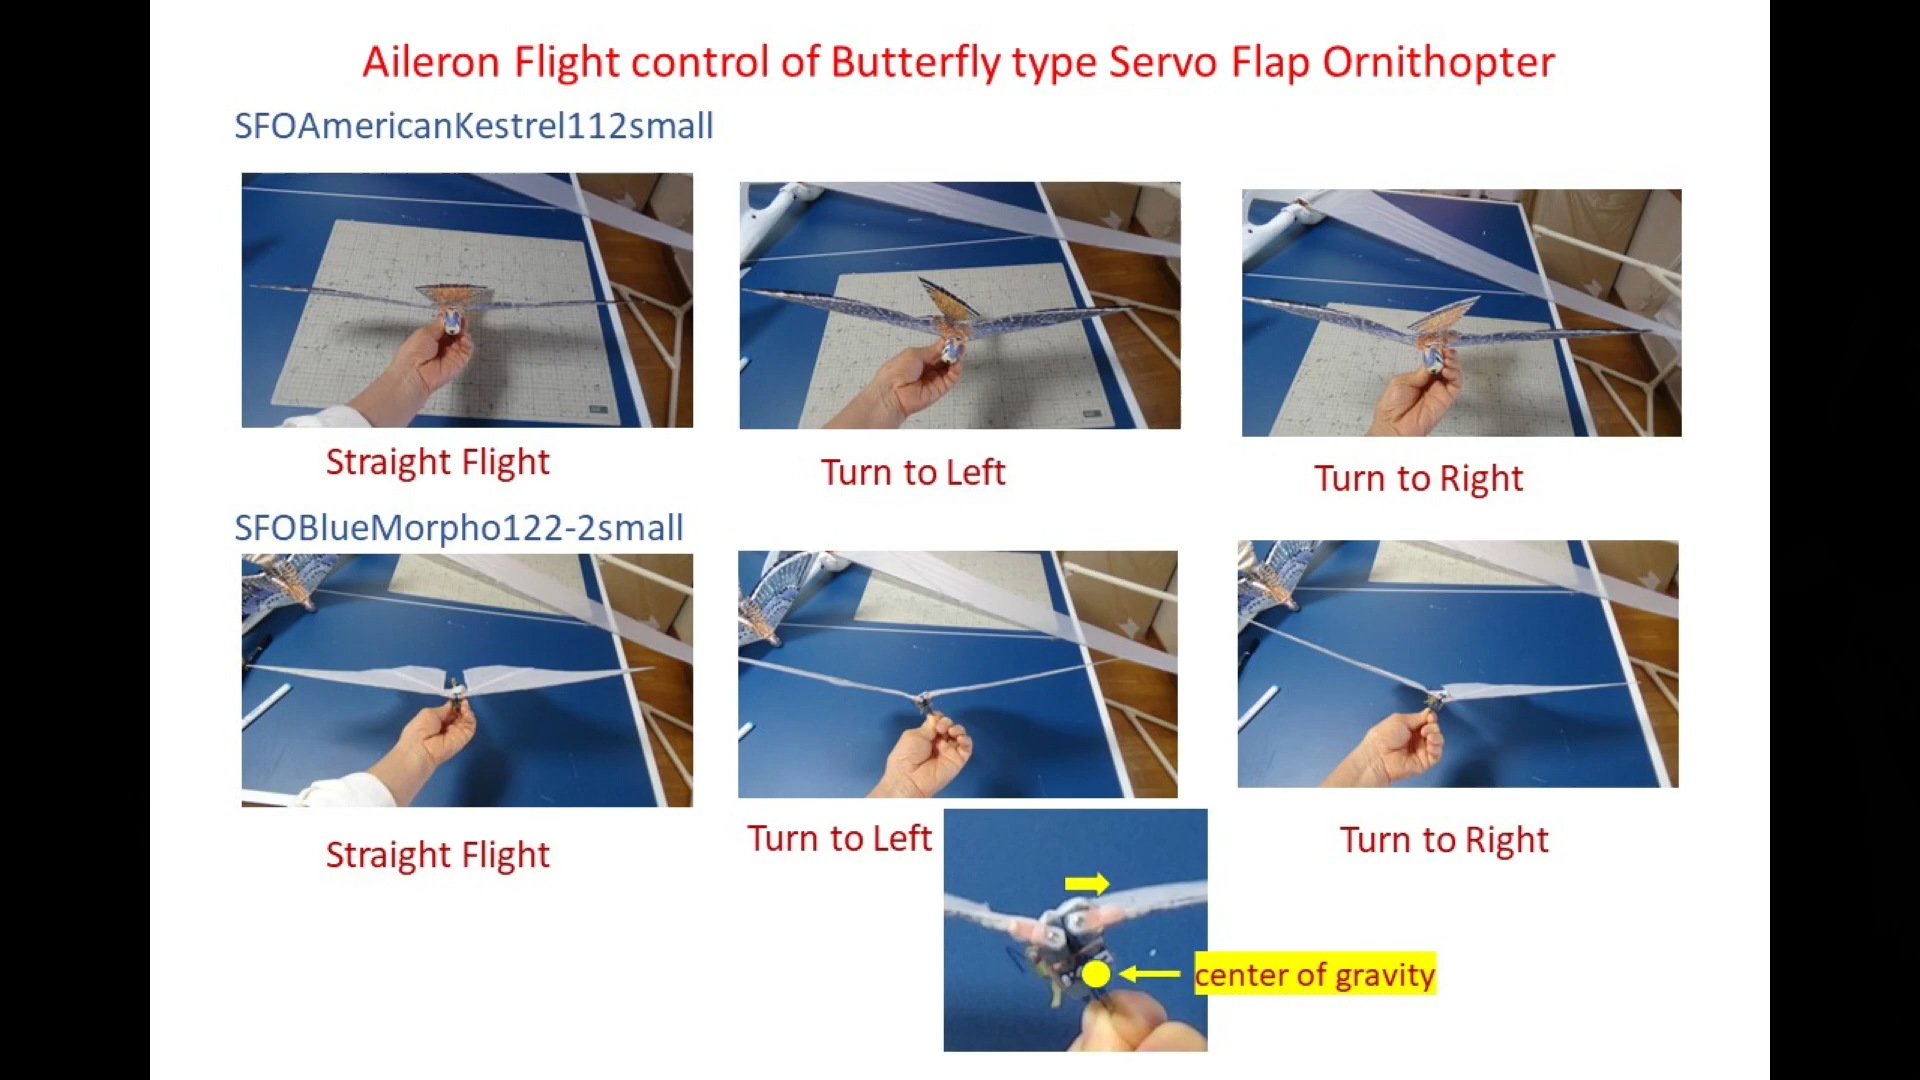 Aileron Flight control of Butterfly type Servo Flap Ornithopter
SFOAmericanKestrel112small
Straight Flight
Turn to Left
Turn to Right
SFOBlueMorpho122-2small
Straight Flight
Turn to Left
Turn to Right
center of gravity